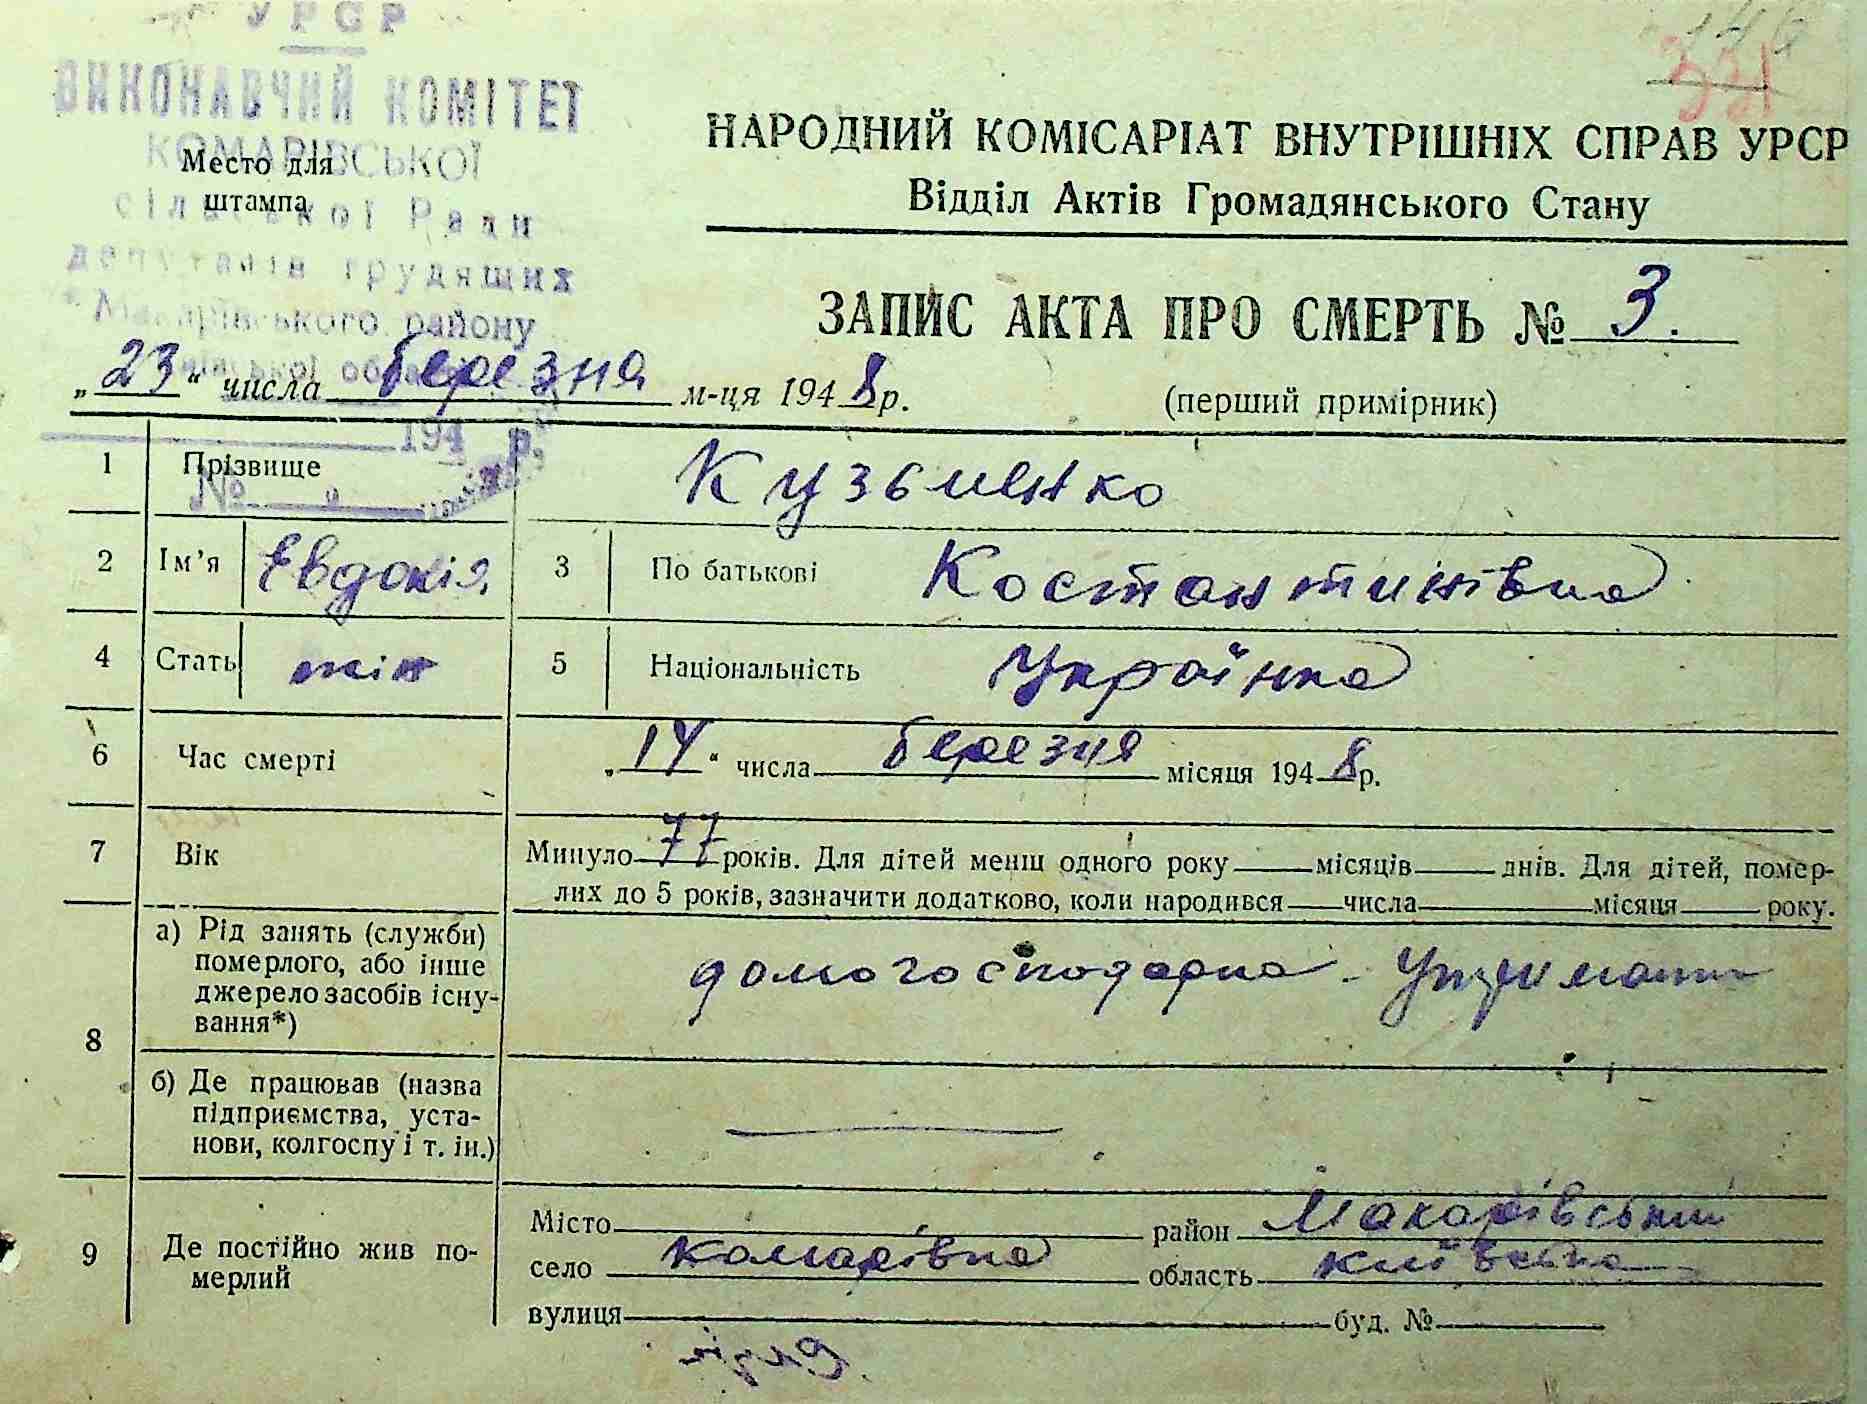 УРСР
ВИКОНАВЧИЙ КОМІТЕТ
КОМАРІВСЬКОЇ
сільської Ради
депутатів трудящих
Макарівського району
Київської області
194 р.
№
Место для
штампа
221
НАРОДНИЙ КОМІСАРІАТ ВНУТРІШНІХ СПРАВ УРСР
Відділ Актів Громадянського Стану
ЗАПИС АКТА ПРО СМЕРТЬ № 3.
„23“ числа березня м-ця 1948 р.
(перший примірник)
1 Прізвище Кузьменко
2 Ім’я Евдокія 3 По батькові Костантинівна
4 Стать жін 5 Національність Українка
6 Час смерті „14“ числа березня місяця 1948 р.
7 Вік Минуло 77 років. Для дітей менш одного року місяців днів. Для дітей, помер-
лих до 5 років, зазначити додатково, коли народився числа місяця року.
8 а) Рід занять (служби)
померлого, або інше
джерело засобів існу-
вання*)
домогосподарка
б) Де працював (назва
підприємства, уста-
нови, колгоспу і т. ін.)
9 Де постійно жив по-
мерлий
Місто район Макарівський
село Комарівка область Київська
вулиця буд. №